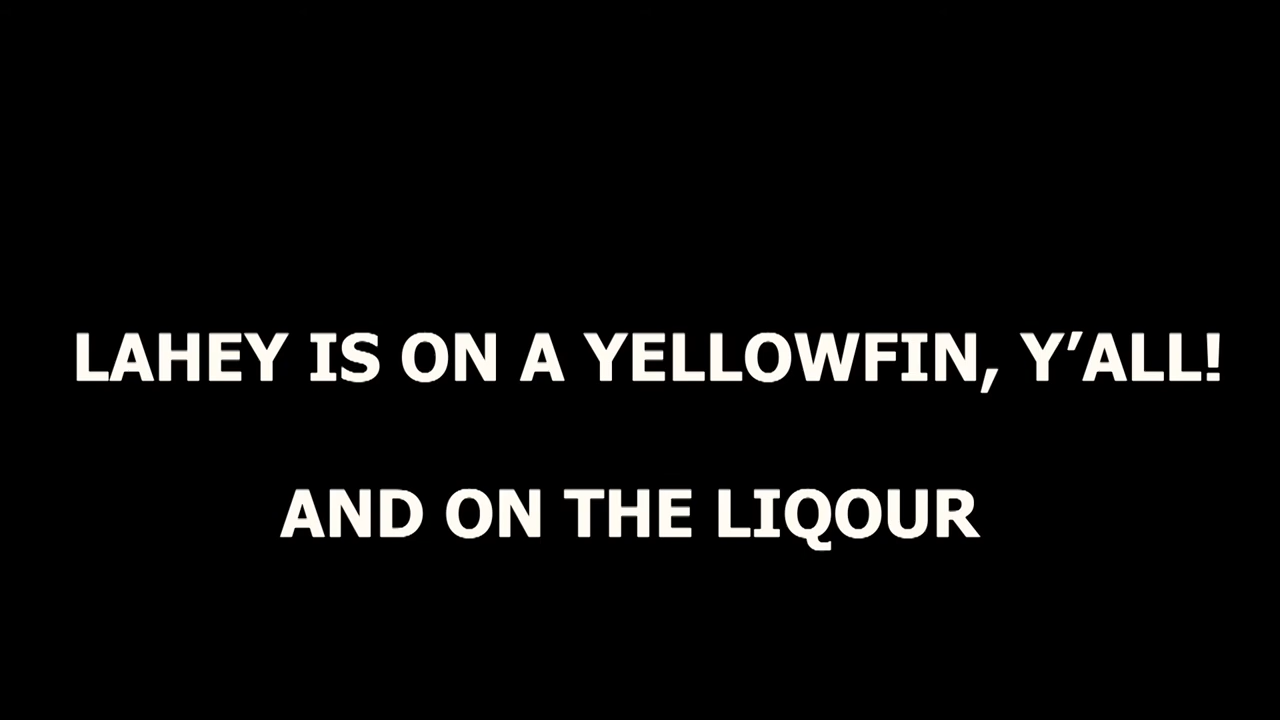 LAHEY IS ON A YELLOWFIN, Y’ALL!
AND ON THE LIQOUR